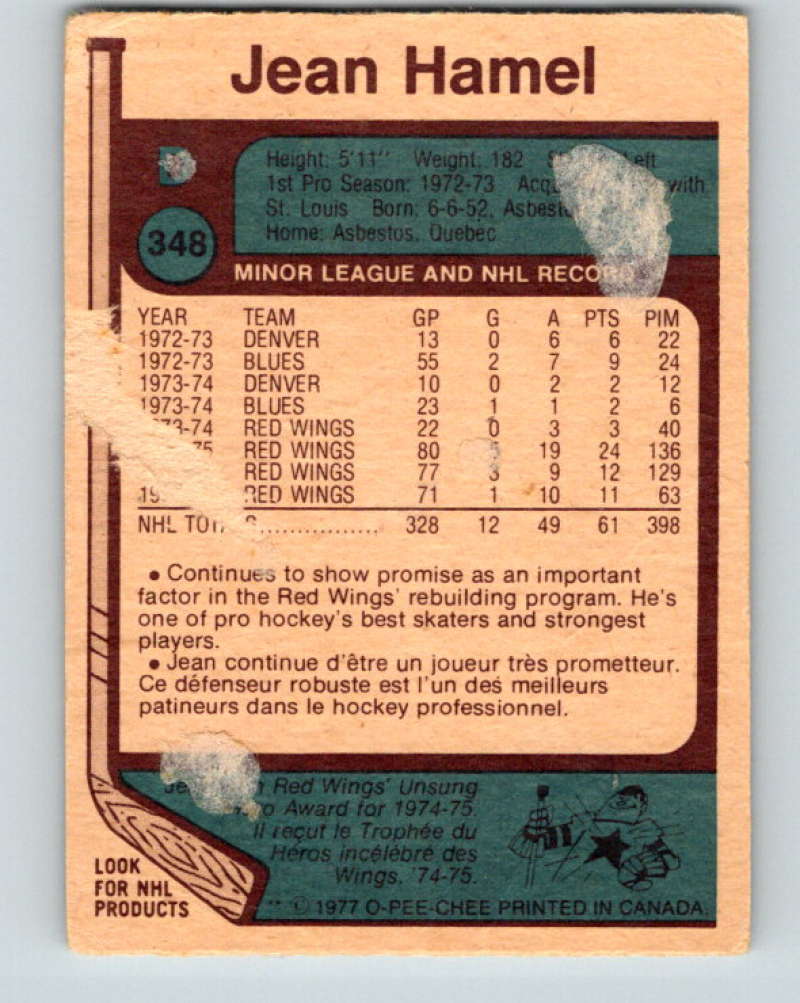 Jean Hamel
D
Height: 5'11'' Weight: 182 Left
1st Pro Season: 1972-73 with
St. Louis Born: 6-6-52,
Home: Asbestos, Quebec
348
MINOR LEAGUE AND NHL RECORD
YEAR TEAM GP G A PTS PIM
1972-73 DENVER 13 0 6 6 22
1972-73 BLUES 55 2 7 9 24
1973-74 DENVER 10 0 2 2 12
1973-74 BLUES 23 1 1 2 6
RED WINGS 22 0 3 3 40
RED WINGS 80 19 24 136
RED WINGS 77 3 9 12 129
RED WINGS 71 1 10 11 63
NHL 328 12 49 61 398
• Continues to show promise as an important
factor in the Red Wings' rebuilding program. He's
one of pro hockey's best skaters and strongest
players.
• Jean continue d'être un joueur très prometteur.
Ce défenseur robuste est l'un des meilleurs
patineurs dans le hockey professionnel.
Red Wings' Unsung
Award for 1974-75.
Il reçut le Trophée du
Héros incélébré des
Wings, '74-75.
LOOK
FOR NHL
PRODUCTS
** © 1977 O-PEE-CHEE PRINTED IN CANADA